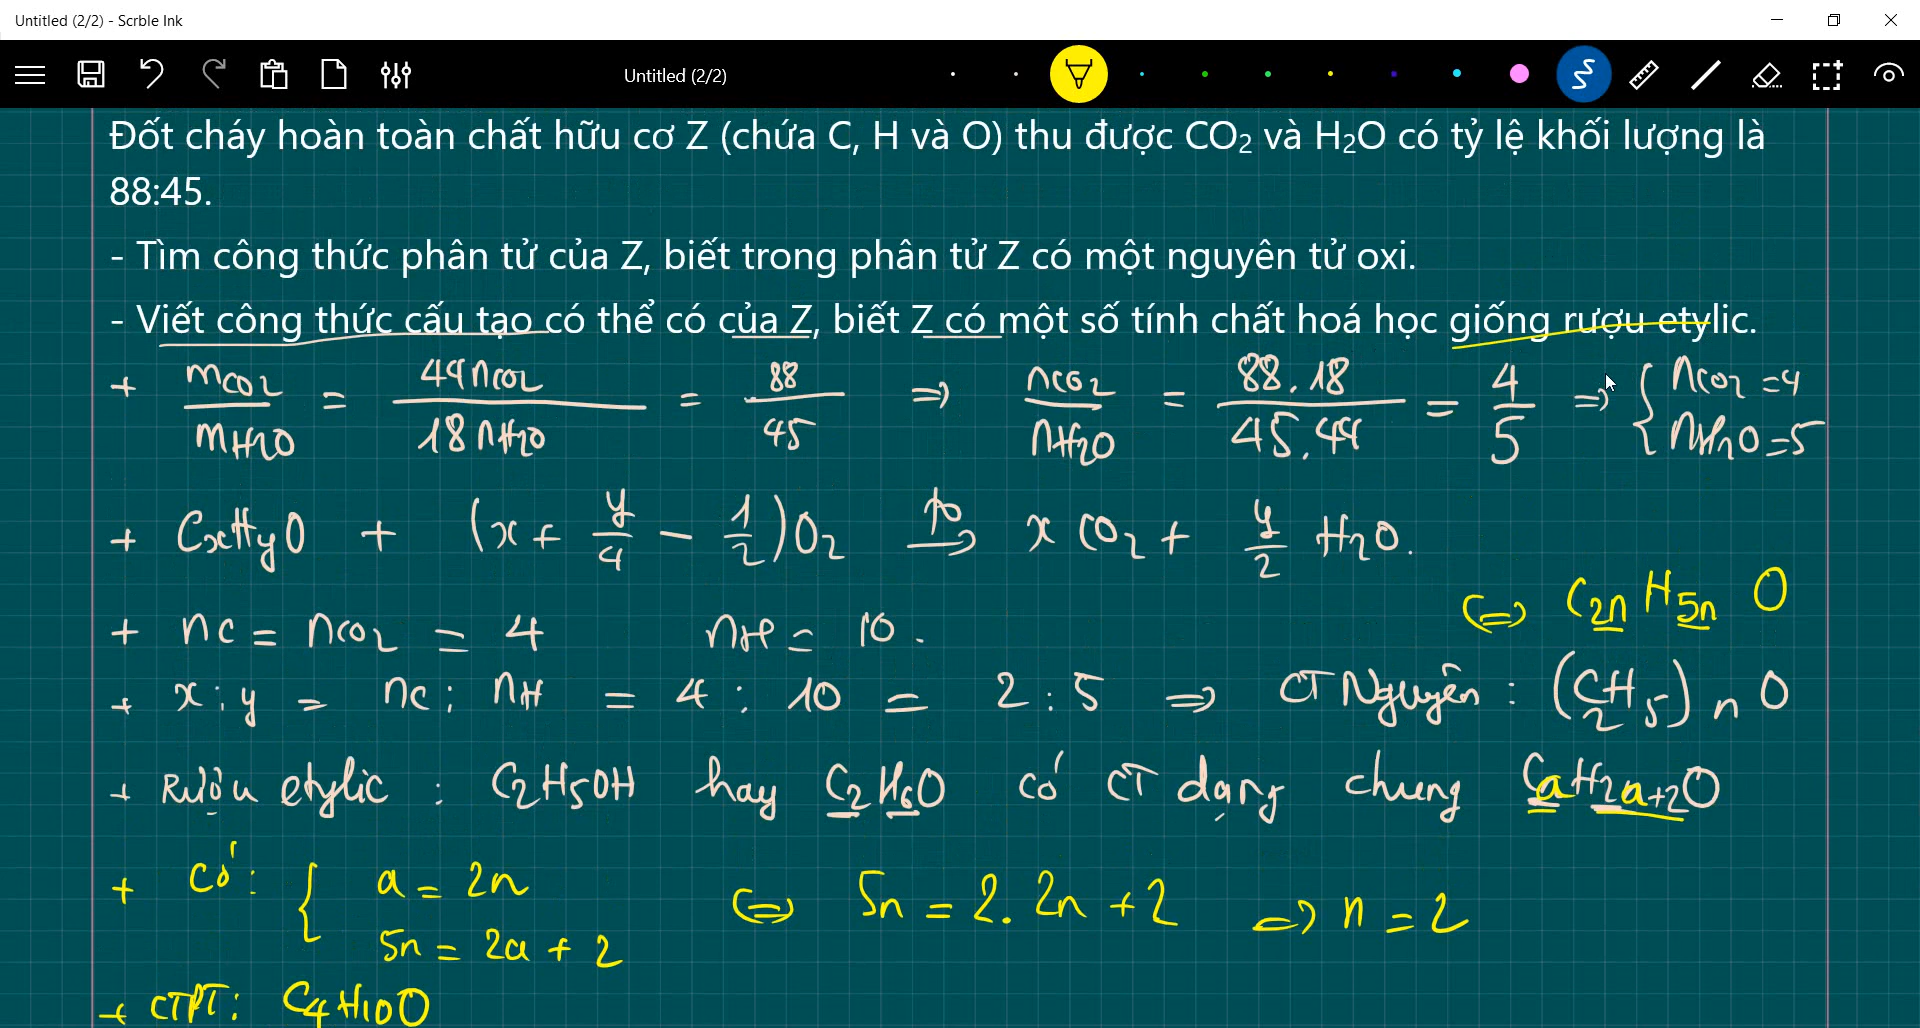 Untitled (2/2) - Scrble Ink
Untitled (2/2)
Đốt cháy hoàn toàn chất hữu cơ Z (chứa C, H và O) thu được CO2 và H2O có tỷ lệ khối lượng là
88:45.
- Tìm công thức phân tử của Z, biết trong phân tử Z có một nguyên tử oxi.
- Viết công thức cấu tạo có thể có của Z, biết Z có một số tính chất hoá học giống rượu etylic.
+ mCO2/mH2O = 44nCO2/18nH2O = 88/45 => nCO2/nH2O = 88.18/45.44 = 4/5 => { nCO2 = 4 nH2O = 5
+ CxHyO + (x + y/4 - 1/2)O2 to→ x CO2 + y/2 H2O.
<=> C2nH5nO
+ nC = nCO2 = 4 nH = 10.
+ x : y = nC : nH = 4 : 10 = 2 : 5 => CT Nguyên : (C2H5)nO
+ Rượu etylic : C2H5OH hay C2H6O có CT dạng chung CaH2a+2O
+ Có : { a = 2n <=> 5n = 2. 2n + 2 <=> n = 2
5n = 2a + 2
+ CTPT : C4H10O